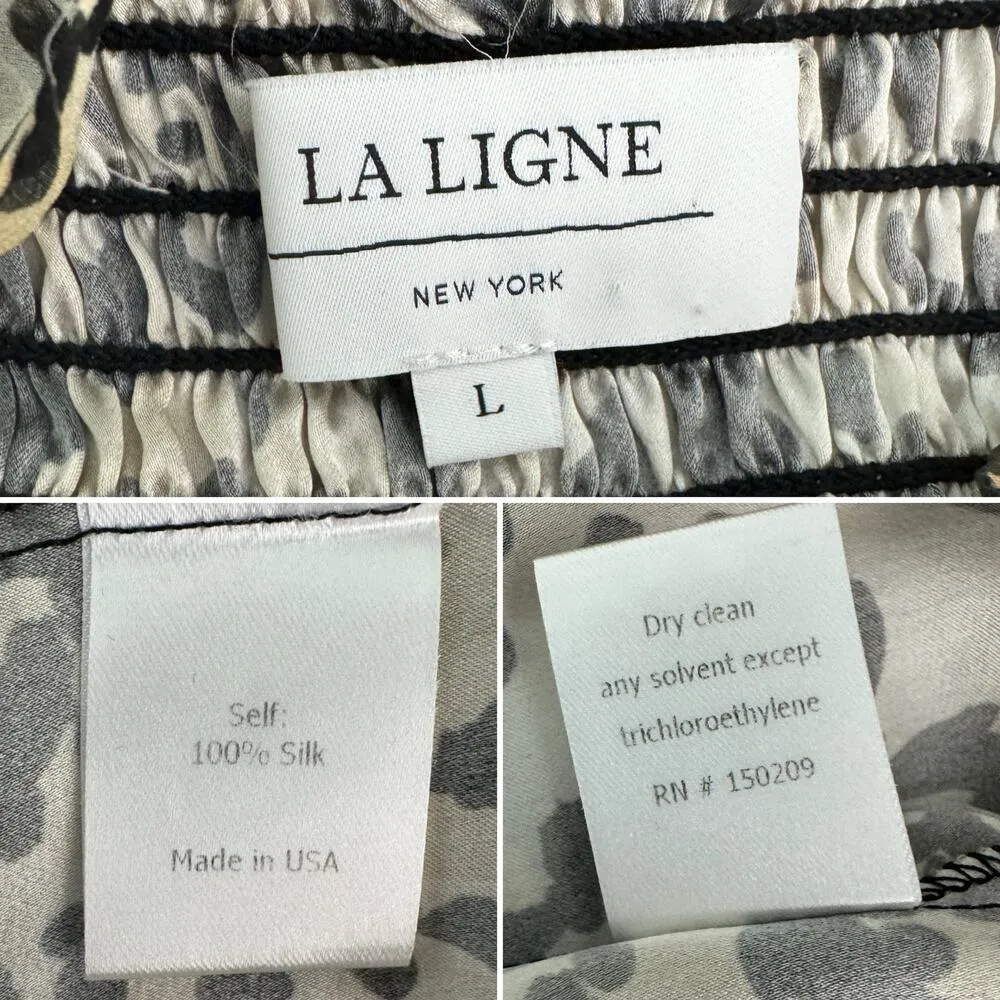 LA LIGNE
NEW YORK
L
Self:
100% Silk
Made in USA
Dry clean
any solvent except
trichloroethylene
RN # 150209